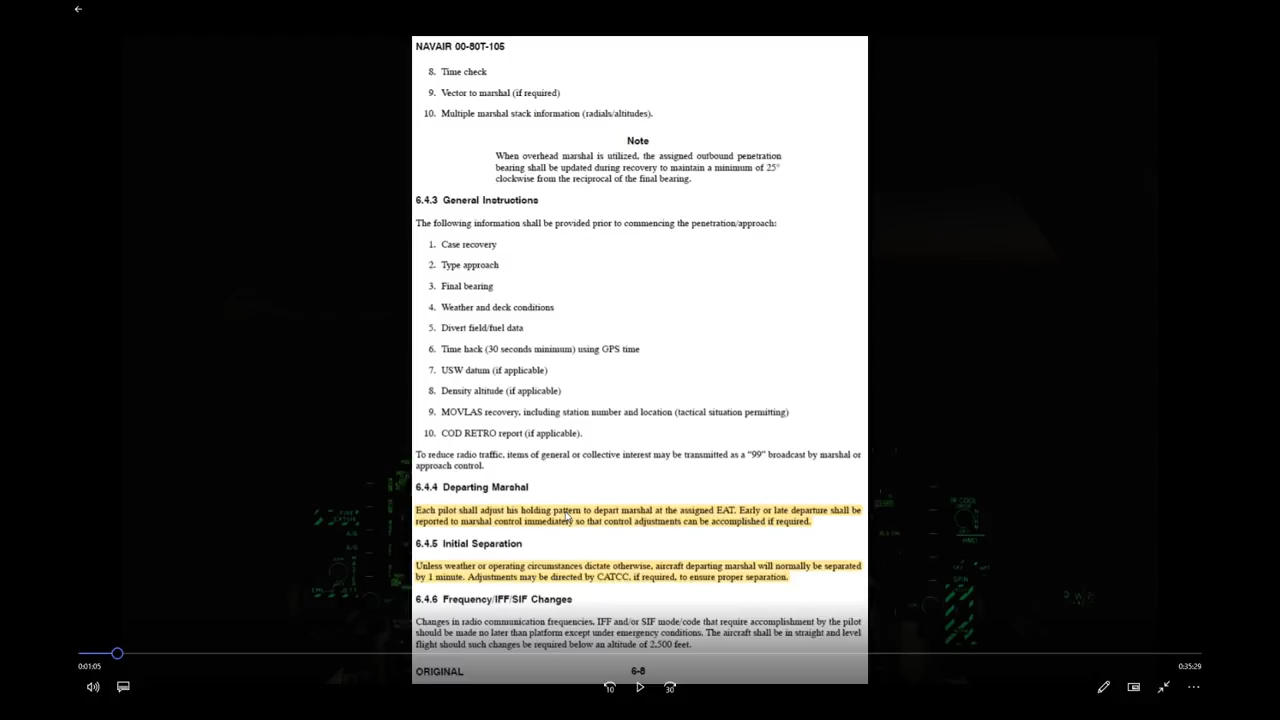 NAVAIR 00-80T-105
8. Time check
9. Vector to marshal (if required)
10. Multiple marshal stack information (radials/altitudes).
Note
When overhead marshal is utilized, the assigned outbound penetration
bearing shall be updated during recovery to maintain a minimum of 25°
clockwise from the reciprocal of the final bearing.
6.4.3 General Instructions
The following information shall be provided prior to commencing the penetration/approach:
1. Case recovery
2. Type approach
3. Final bearing
4. Weather and deck conditions
5. Divert field/fuel data
6. Time hack (30 seconds minimum) using GPS time
7. USW datum (if applicable)
8. Density altitude (if applicable)
9. MOVLAS recovery, including station number and location (tactical situation permitting)
10. COD RETRO report (if applicable).
To reduce radio traffic, items of general or collective interest may be transmitted as a “99” broadcast by marshal or
approach control.
6.4.4 Departing Marshal
Each pilot shall adjust his holding pattern to depart marshal at the assigned EAT. Early or late departure shall be
reported to marshal control immediately so that control adjustments can be accomplished if required.
6.4.5 Initial Separation
Unless weather or operating circumstances dictate otherwise, aircraft departing marshal will normally be separated
by 1 minute. Adjustments may be directed by CATCC, if required, to ensure proper separation.
6.4.6 Frequency/IFF/SIF Changes
Changes in radio communication frequencies, IFF and/or SIF mode/code that require accomplishment by the pilot
should be made no later than platform except under emergency conditions. The aircraft shall be in straight and level
flight should such changes be required below an altitude of 2,500 feet.
ORIGINAL 6-8
0:01:05 0:35:29
10 30
A/G
SPIN